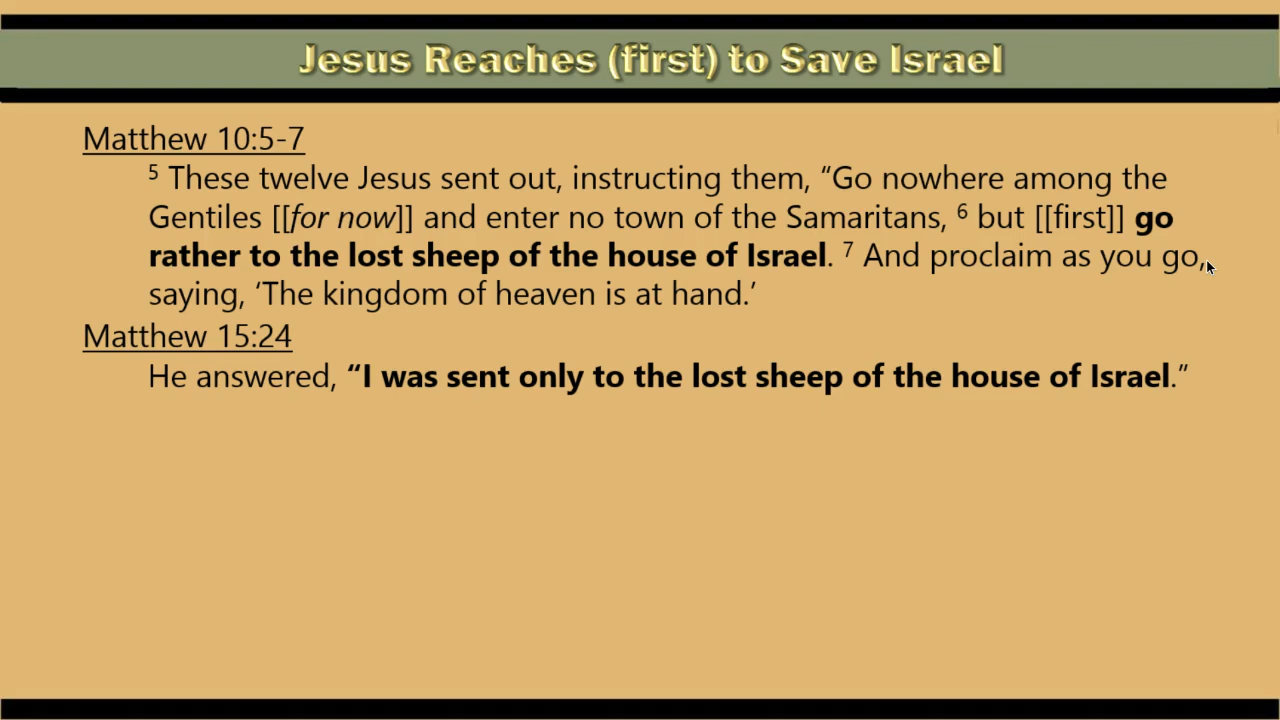 Jesus Reaches (first) to Save Israel
Matthew 10:5-7
5 These twelve Jesus sent out, instructing them, “Go nowhere among the
Gentiles [[for now]] and enter no town of the Samaritans, 6 but [[first]] go
rather to the lost sheep of the house of Israel. 7 And proclaim as you go,
saying, ‘The kingdom of heaven is at hand.’
Matthew 15:24
He answered, “I was sent only to the lost sheep of the house of Israel.”